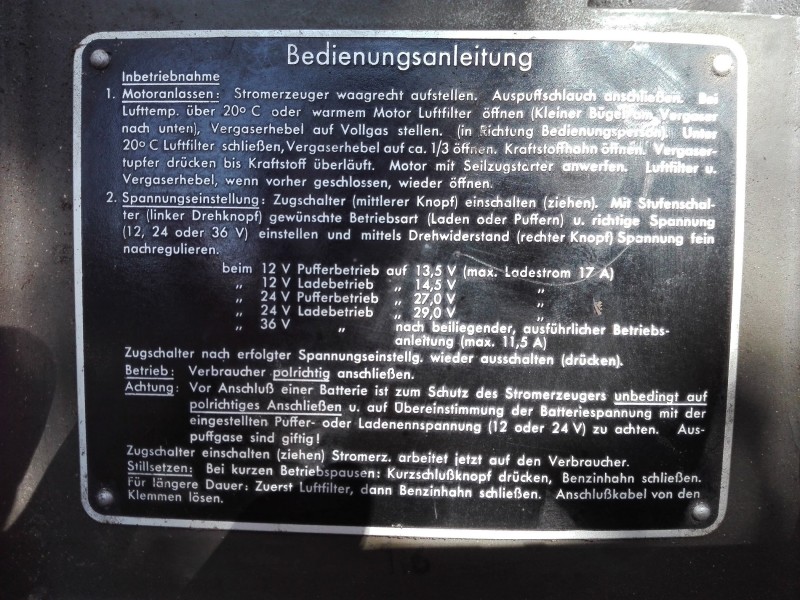 Bedienungsanleitung
Inbetriebnahme
1. Motoranlassen: Stromerzeuger waagrecht aufstellen. Auspuffschlauch anschließen. Bei
Lufttemp. über 20° C oder warmem Motor Luftfilter öffnen (Kleiner Bügel am Vergaser
nach unten), Vergaserhebel auf Vollgas stellen. (in Richtung Bedienungsperson). Unter
20° C Luftfilter schließen, Vergaserhebel auf ca. 1/3 öffnen. Kraftstoffhahn öffnen. Vergaser-
tupfer drücken bis Kraftstoff überläuft. Motor mit Seilzugstarter anwerfen. Luftfilter u.
Vergaserhebel, wenn vorher geschlossen, wieder öffnen.
2. Spannungseinstellung: Zugschalter (mittlerer Knopf) einschalten (ziehen). Mit Stufenschal-
ter (linker Drehknopf) gewünschte Betriebsart (Laden oder Puffern) u. richtige Spannung
(12, 24 oder 36 V) einstellen und mittels Drehwiderstand (rechter Knopf) Spannung fein
nachregulieren.
beim 12 V Pufferbetrieb auf 13,5 V (max. Ladestrom 17 A)
„ 12 V Ladebetrieb „ 14,5 V „
„ 24 V Pufferbetrieb „ 27,0 V „
„ 24 V Ladebetrieb „ 29,0 V „
„ 36 V „ nach beiliegender, ausführlicher Betriebs-
anleitung (max. 11,5 A)
Zugschalter nach erfolgter Spannungseinstellg. wieder ausschalten (drücken).
Betrieb: Verbraucher polrichtig anschließen.
Achtung: Vor Anschluß einer Batterie ist zum Schutz des Stromerzeugers unbedingt auf
polrichtiges Anschließen u. auf Übereinstimmung der Batteriespannung mit der
eingestellten Puffer- oder Ladenennspannung (12 oder 24 V) zu achten. Aus-
puffgase sind giftig!
Zugschalter einschalten (ziehen) Stromerz. arbeitet jetzt auf den Verbraucher.
Stillsetzen: Bei kurzen Betriebspausen: Kurzschlußknopf drücken, Benzinhahn schließen.
Für längere Dauer: Zuerst Luftfilter, dann Benzinhahn schließen. Anschlußkabel von den
Klemmen lösen.